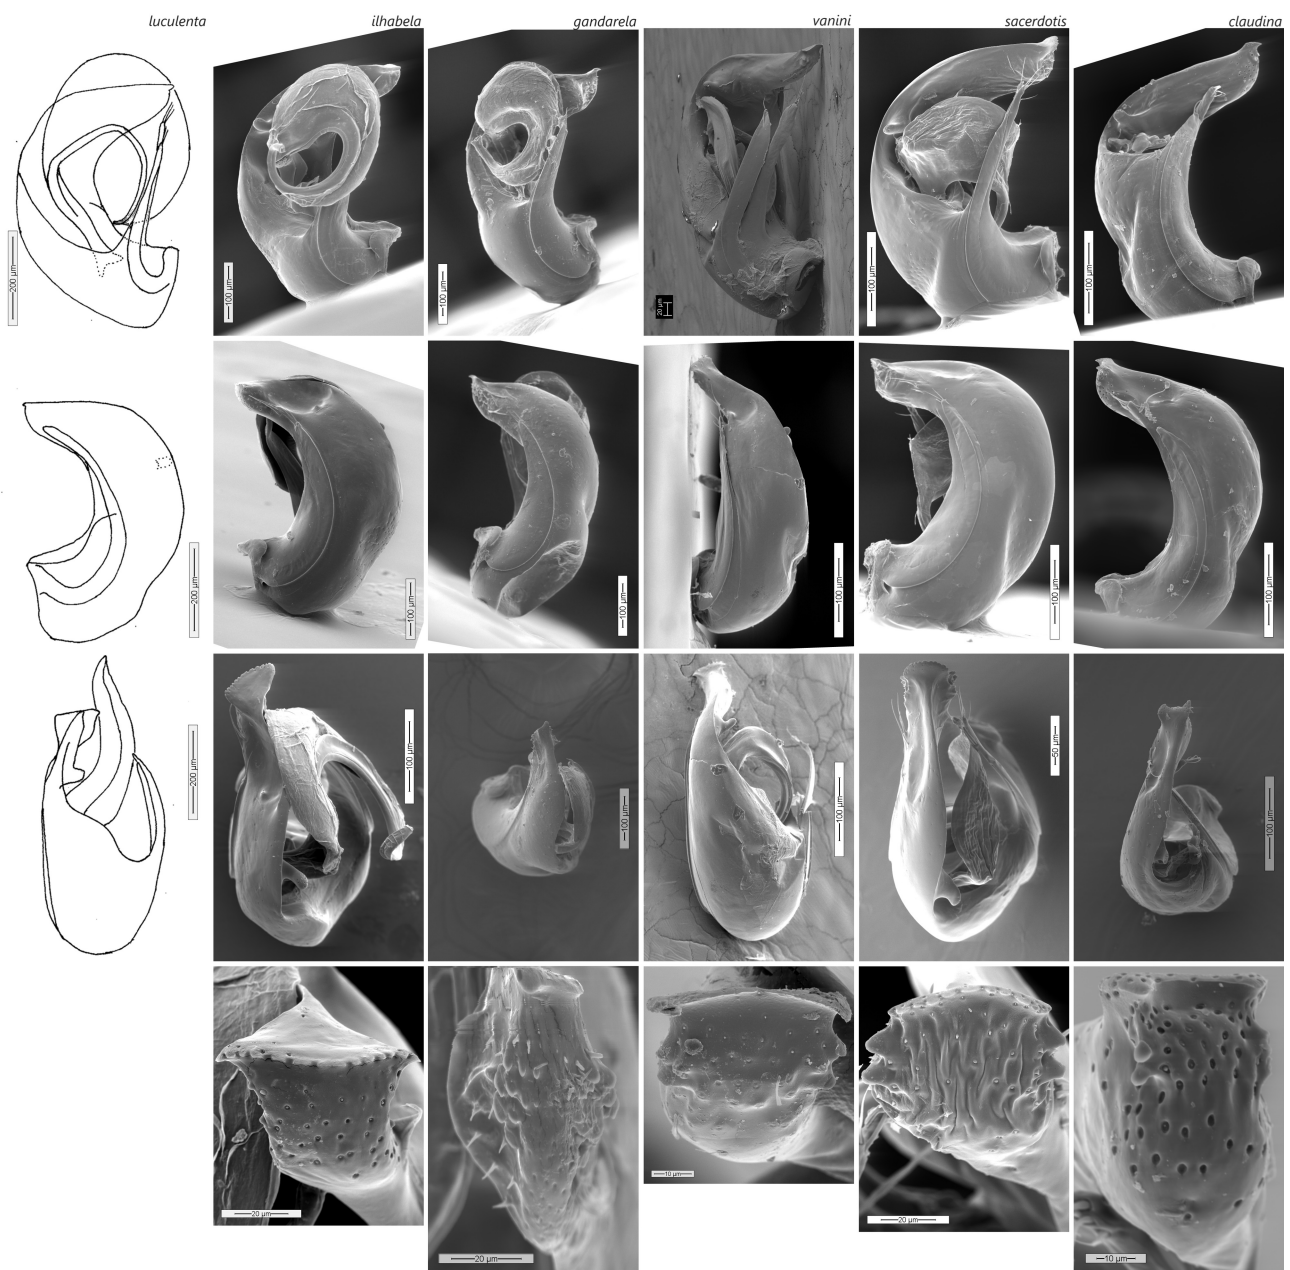 luculenta ilhabela gandarela vanini sacerdotis claudina
200 µm 100 µm 100 µm 20 µm 100 µm 100 µm
200 µm 100 µm 100 µm 100 µm 100 µm 100 µm
200 µm 100 µm 100 µm 100 µm 50 µm 100 µm
20 µm 20 µm 10 µm 20 µm 10 µm